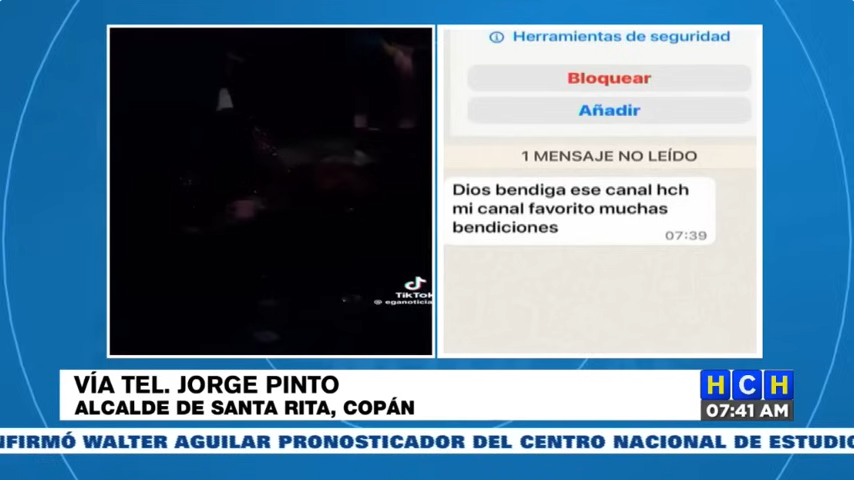 Herramientas de seguridad
Bloquear
Añadir
1 MENSAJE NO LEÍDO
Dios bendiga ese canal hch
mi canal favorito muchas
bendiciones
07:39
TikTok
@eganoticia
VÍA TEL. JORGE PINTO
ALCALDE DE SANTA RITA, COPÁN
HCH
07:41 AM
NFIRMÓ WALTER AGUILAR PRONOSTICADOR DEL CENTRO NACIONAL DE ESTUDIO